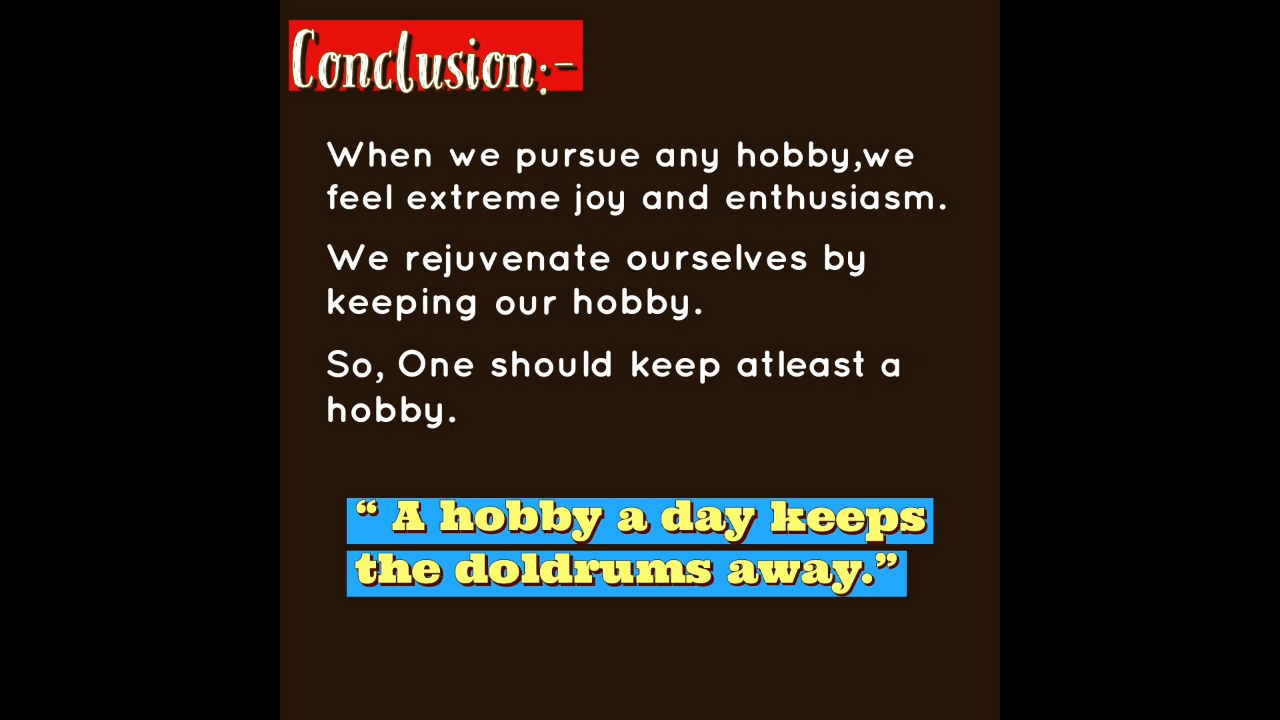 Conclusion:-
When we pursue any hobby,we
feel extreme joy and enthusiasm.
We rejuvenate ourselves by
keeping our hobby.
So, One should keep atleast a
hobby.
“ A hobby a day keeps
the doldrums away.”